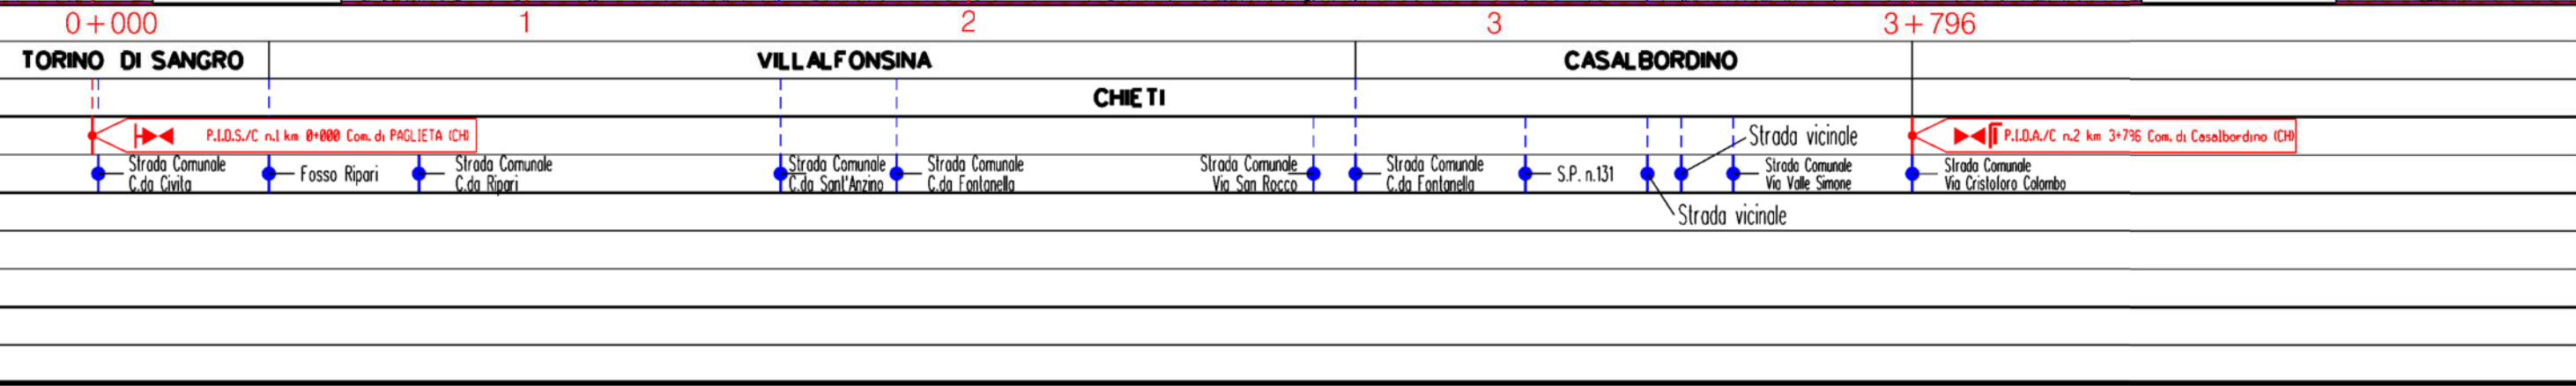 0+000 1 2 3 3+796
TORINO DI SANGRO VILLALFONSINA CASALBORDINO
CHIETI
P.I.D.S./C n.1 km 0+000 Com. di PAGLIETA (CH)
Strada vicinale
P.I.D.A./C n.2 km 3+796 Com. di Casalbordino (CH)
Strada Comunale
C.da Civita
Fosso Ripari
Strada Comunale
C.da Ripari
Strada Comunale
C.da Sant'Anzino
Strada Comunale
C.da Fontanella
Strada Comunale
Via San Rocco
Strada Comunale
C.da Fontanella
S.P. n.131
Strada Comunale
Via Valle Simone
Strada Comunale
Via Cristoforo Colombo
Strada vicinale